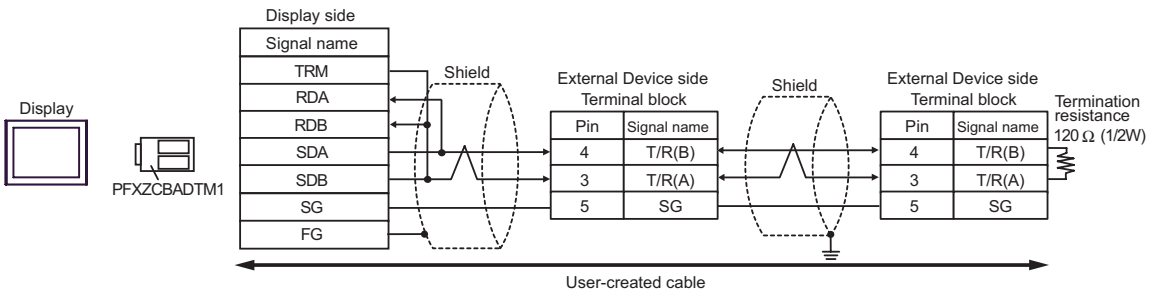 Display side
Signal name
TRM
RDA
RDB
SDA
SDB
SG
FG
Display
PFXZCBADTM1
Shield
External Device side
Terminal block
Pin Signal name
4 T/R(B)
3 T/R(A)
5 SG
Shield
External Device side
Terminal block
Pin Signal name
4 T/R(B)
3 T/R(A)
5 SG
Termination
resistance
120 Ω (1/2W)
User-created cable